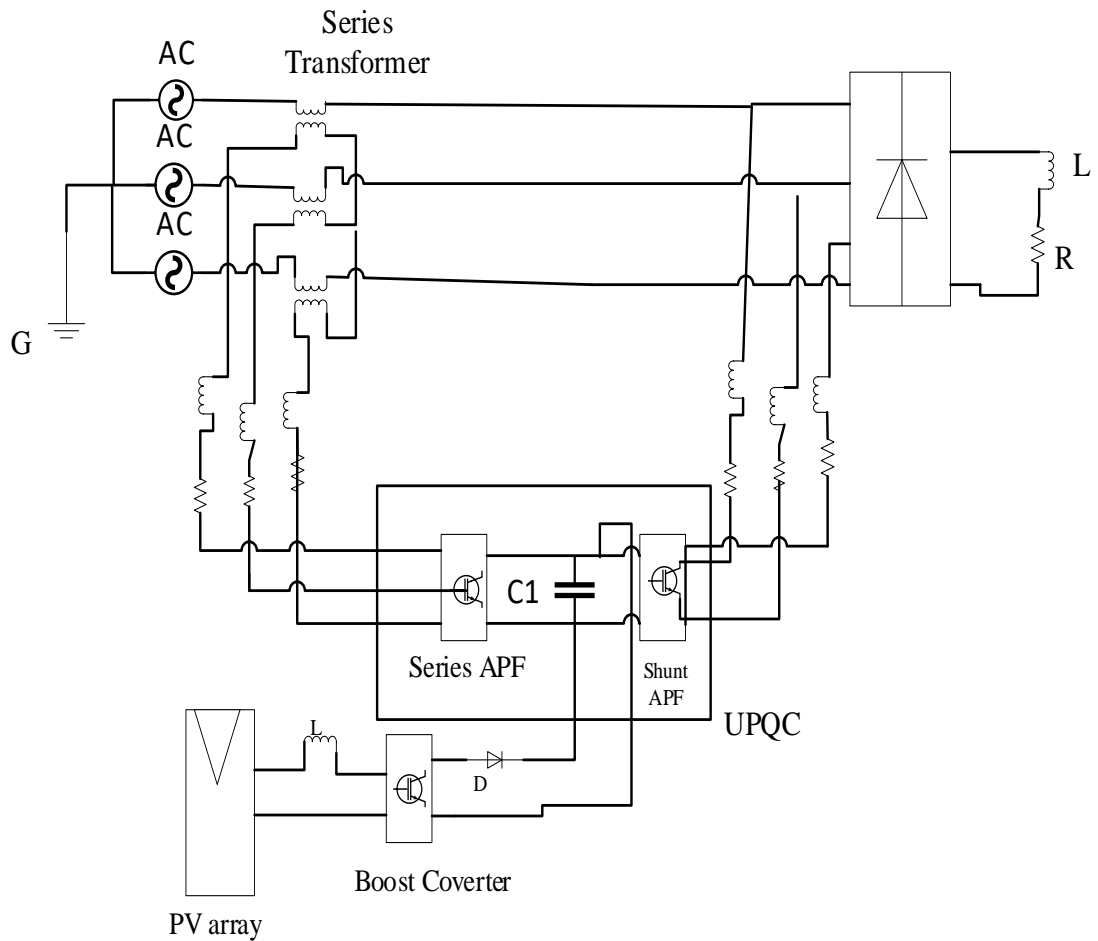 Series
Transformer
AC
AC
AC
G
L
R
C1
Series APF
Shunt
APF
UPQC
L
D
Boost Coverter
PV array